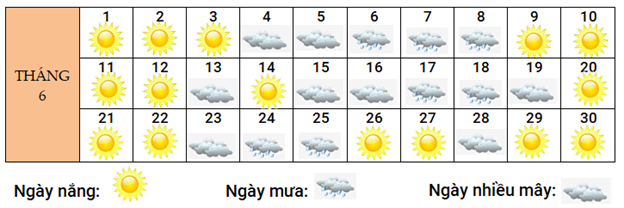 THÁNG
6
1 2 3 4 5 6 7 8 9 10
11 12 13 14 15 16 17 18 19 20
21 22 23 24 25 26 27 28 29 30
Ngày nắng: Ngày mưa: Ngày nhiều mây: